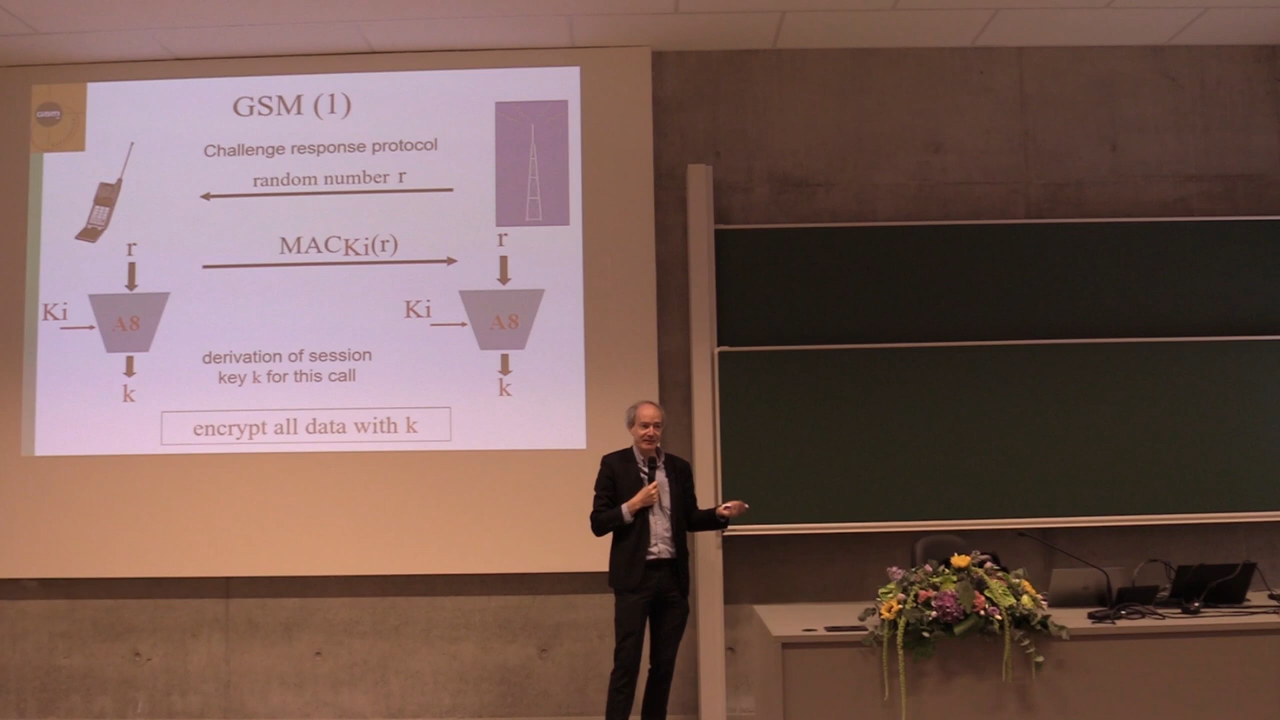 GSM (1)
Challenge response protocol
random number r
MACKi(r)
r
r
Ki
A8
Ki
A8
derivation of session
key k for this call
k
k
encrypt all data with k